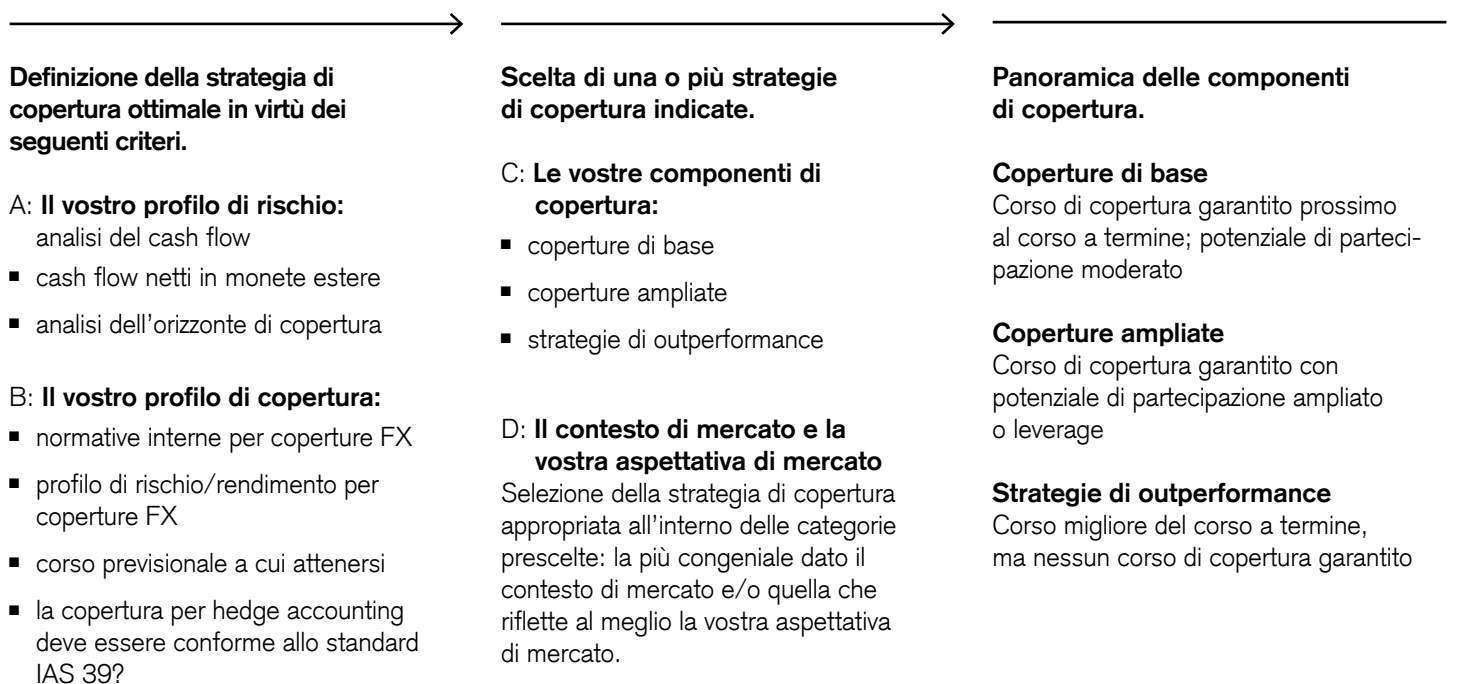 Definizione della strategia di
copertura ottimale in virtù dei
seguenti criteri.
A: Il vostro profilo di rischio:
analisi del cash flow
▪ cash flow netti in monete estere
▪ analisi dell’orizzonte di copertura
B: Il vostro profilo di copertura:
▪ normative interne per coperture FX
▪ profilo di rischio/rendimento per
coperture FX
▪ corso previsionale a cui attenersi
▪ la copertura per hedge accounting
deve essere conforme allo standard
IAS 39?
Scelta di una o più strategie
di copertura indicate.
C: Le vostre componenti di
copertura:
▪ coperture di base
▪ coperture ampliate
▪ strategie di outperformance
D: Il contesto di mercato e la
vostra aspettativa di mercato
Selezione della strategia di copertura
appropriata all’interno delle categorie
prescelte: la più congeniale dato il
contesto di mercato e/o quella che
riflette al meglio la vostra aspettativa
di mercato.
Panoramica delle componenti
di copertura.
Coperture di base
Corso di copertura garantito prossimo
al corso a termine; potenziale di parteci-
pazione moderato
Coperture ampliate
Corso di copertura garantito con
potenziale di partecipazione ampliato
o leverage
Strategie di outperformance
Corso migliore del corso a termine,
ma nessun corso di copertura garantito